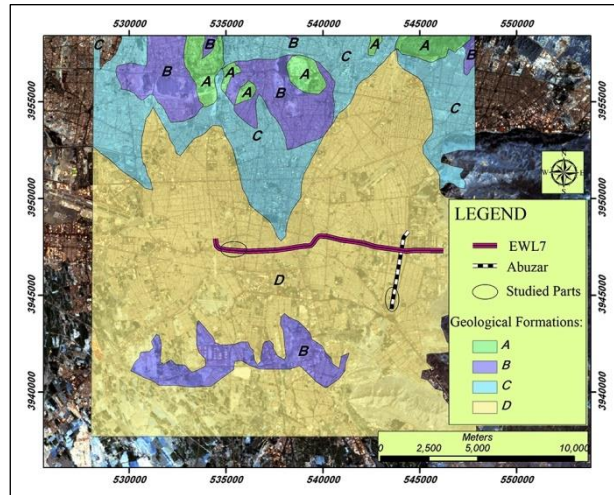 530000 535000 540000 545000 550000
C B B A
B A C A B
A A A
B
C
C
3955000 3955000
3950000 3950000
N
W E
S
LEGEND
EWL7
Abuzar
Studied Parts
Geological Formations:
A
B
C
D
D
3945000 3945000
B
3940000 3940000
Meters
0 2,500 5,000 10,000
530000 535000 540000 545000 550000